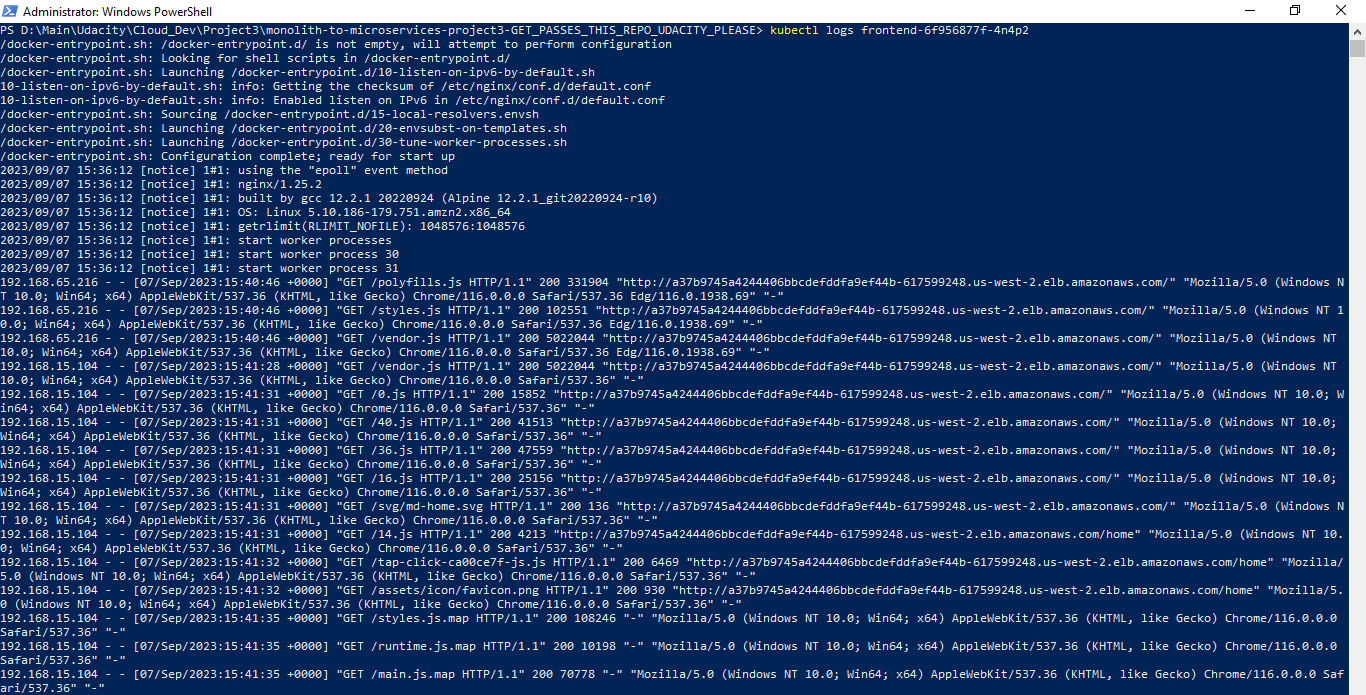 Administrator: Windows PowerShell
PS D:\Main\Udacity\Cloud_Dev\Project3\monolith-to-microservices-project3-GET_PASSES_THIS_REPO_UDACITY_PLEASE> kubectl logs frontend-6f956877f-4n4p2
/docker-entrypoint.sh: /docker-entrypoint.d/ is not empty, will attempt to perform configuration
/docker-entrypoint.sh: Looking for shell scripts in /docker-entrypoint.d/
/docker-entrypoint.sh: Launching /docker-entrypoint.d/10-listen-on-ipv6-by-default.sh
10-listen-on-ipv6-by-default.sh: info: Getting the checksum of /etc/nginx/conf.d/default.conf
10-listen-on-ipv6-by-default.sh: info: Enabled listen on IPv6 in /etc/nginx/conf.d/default.conf
/docker-entrypoint.sh: Sourcing /docker-entrypoint.d/15-local-resolvers.envsh
/docker-entrypoint.sh: Launching /docker-entrypoint.d/20-envsubst-on-templates.sh
/docker-entrypoint.sh: Launching /docker-entrypoint.d/30-tune-worker-processes.sh
/docker-entrypoint.sh: Configuration complete; ready for start up
2023/09/07 15:36:12 [notice] 1#1: using the "epoll" event method
2023/09/07 15:36:12 [notice] 1#1: nginx/1.25.2
2023/09/07 15:36:12 [notice] 1#1: built by gcc 12.2.1 20220924 (Alpine 12.2.1_git20220924-r10)
2023/09/07 15:36:12 [notice] 1#1: OS: Linux 5.10.186-179.751.amzn2.x86_64
2023/09/07 15:36:12 [notice] 1#1: getrlimit(RLIMIT_NOFILE): 1048576:1048576
2023/09/07 15:36:12 [notice] 1#1: start worker processes
2023/09/07 15:36:12 [notice] 1#1: start worker process 30
2023/09/07 15:36:12 [notice] 1#1: start worker process 31
192.168.65.216 - - [07/Sep/2023:15:40:46 +0000] "GET /polyfills.js HTTP/1.1" 200 331904 "http://a37b9745a4244406bbcdefddfa9ef44b-617599248.us-west-2.elb.amazonaws.com/" "Mozilla/5.0 (Windows N
T 10.0; Win64; x64) AppleWebKit/537.36 (KHTML, like Gecko) Chrome/116.0.0.0 Safari/537.36 Edg/116.0.1938.69" "-"
192.168.65.216 - - [07/Sep/2023:15:40:46 +0000] "GET /styles.js HTTP/1.1" 200 102551 "http://a37b9745a4244406bbcdefddfa9ef44b-617599248.us-west-2.elb.amazonaws.com/" "Mozilla/5.0 (Windows NT 1
0.0; Win64; x64) AppleWebKit/537.36 (KHTML, like Gecko) Chrome/116.0.0.0 Safari/537.36 Edg/116.0.1938.69" "-"
192.168.65.216 - - [07/Sep/2023:15:40:46 +0000] "GET /vendor.js HTTP/1.1" 200 5022044 "http://a37b9745a4244406bbcdefddfa9ef44b-617599248.us-west-2.elb.amazonaws.com/" "Mozilla/5.0 (Windows NT
10.0; Win64; x64) AppleWebKit/537.36 (KHTML, like Gecko) Chrome/116.0.0.0 Safari/537.36 Edg/116.0.1938.69" "-"
192.168.15.104 - - [07/Sep/2023:15:41:28 +0000] "GET /vendor.js HTTP/1.1" 200 5022044 "http://a37b9745a4244406bbcdefddfa9ef44b-617599248.us-west-2.elb.amazonaws.com/" "Mozilla/5.0 (Windows NT
10.0; Win64; x64) AppleWebKit/537.36 (KHTML, like Gecko) Chrome/116.0.0.0 Safari/537.36" "-"
192.168.15.104 - - [07/Sep/2023:15:41:31 +0000] "GET /0.js HTTP/1.1" 200 15852 "http://a37b9745a4244406bbcdefddfa9ef44b-617599248.us-west-2.elb.amazonaws.com/" "Mozilla/5.0 (Windows NT 10.0; W
in64; x64) AppleWebKit/537.36 (KHTML, like Gecko) Chrome/116.0.0.0 Safari/537.36" "-"
192.168.15.104 - - [07/Sep/2023:15:41:31 +0000] "GET /40.js HTTP/1.1" 200 41513 "http://a37b9745a4244406bbcdefddfa9ef44b-617599248.us-west-2.elb.amazonaws.com/" "Mozilla/5.0 (Windows NT 10.0;
Win64; x64) AppleWebKit/537.36 (KHTML, like Gecko) Chrome/116.0.0.0 Safari/537.36" "-"
192.168.15.104 - - [07/Sep/2023:15:41:31 +0000] "GET /36.js HTTP/1.1" 200 47559 "http://a37b9745a4244406bbcdefddfa9ef44b-617599248.us-west-2.elb.amazonaws.com/" "Mozilla/5.0 (Windows NT 10.0;
Win64; x64) AppleWebKit/537.36 (KHTML, like Gecko) Chrome/116.0.0.0 Safari/537.36" "-"
192.168.15.104 - - [07/Sep/2023:15:41:31 +0000] "GET /16.js HTTP/1.1" 200 25156 "http://a37b9745a4244406bbcdefddfa9ef44b-617599248.us-west-2.elb.amazonaws.com/" "Mozilla/5.0 (Windows NT 10.0;
Win64; x64) AppleWebKit/537.36 (KHTML, like Gecko) Chrome/116.0.0.0 Safari/537.36" "-"
192.168.15.104 - - [07/Sep/2023:15:41:31 +0000] "GET /svg/md-home.svg HTTP/1.1" 200 136 "http://a37b9745a4244406bbcdefddfa9ef44b-617599248.us-west-2.elb.amazonaws.com/" "Mozilla/5.0 (Windows N
T 10.0; Win64; x64) AppleWebKit/537.36 (KHTML, like Gecko) Chrome/116.0.0.0 Safari/537.36" "-"
192.168.15.104 - - [07/Sep/2023:15:41:31 +0000] "GET /14.js HTTP/1.1" 200 4213 "http://a37b9745a4244406bbcdefddfa9ef44b-617599248.us-west-2.elb.amazonaws.com/home" "Mozilla/5.0 (Windows NT 10.
0; Win64; x64) AppleWebKit/537.36 (KHTML, like Gecko) Chrome/116.0.0.0 Safari/537.36" "-"
192.168.15.104 - - [07/Sep/2023:15:41:32 +0000] "GET /tap-click-ca00ce7f-js.js HTTP/1.1" 200 6469 "http://a37b9745a4244406bbcdefddfa9ef44b-617599248.us-west-2.elb.amazonaws.com/home" "Mozilla/
5.0 (Windows NT 10.0; Win64; x64) AppleWebKit/537.36 (KHTML, like Gecko) Chrome/116.0.0.0 Safari/537.36" "-"
192.168.15.104 - - [07/Sep/2023:15:41:32 +0000] "GET /assets/icon/favicon.png HTTP/1.1" 200 930 "http://a37b9745a4244406bbcdefddfa9ef44b-617599248.us-west-2.elb.amazonaws.com/home" "Mozilla/5.
0 (Windows NT 10.0; Win64; x64) AppleWebKit/537.36 (KHTML, like Gecko) Chrome/116.0.0.0 Safari/537.36" "-"
192.168.15.104 - - [07/Sep/2023:15:41:35 +0000] "GET /styles.js.map HTTP/1.1" 200 108246 "-" "Mozilla/5.0 (Windows NT 10.0; Win64; x64) AppleWebKit/537.36 (KHTML, like Gecko) Chrome/116.0.0.0
Safari/537.36" "-"
192.168.15.104 - - [07/Sep/2023:15:41:35 +0000] "GET /runtime.js.map HTTP/1.1" 200 10198 "-" "Mozilla/5.0 (Windows NT 10.0; Win64; x64) AppleWebKit/537.36 (KHTML, like Gecko) Chrome/116.0.0.0
Safari/537.36" "-"
192.168.15.104 - - [07/Sep/2023:15:41:35 +0000] "GET /main.js.map HTTP/1.1" 200 70778 "-" "Mozilla/5.0 (Windows NT 10.0; Win64; x64) AppleWebKit/537.36 (KHTML, like Gecko) Chrome/116.0.0.0 Saf
ari/537.36" "-"